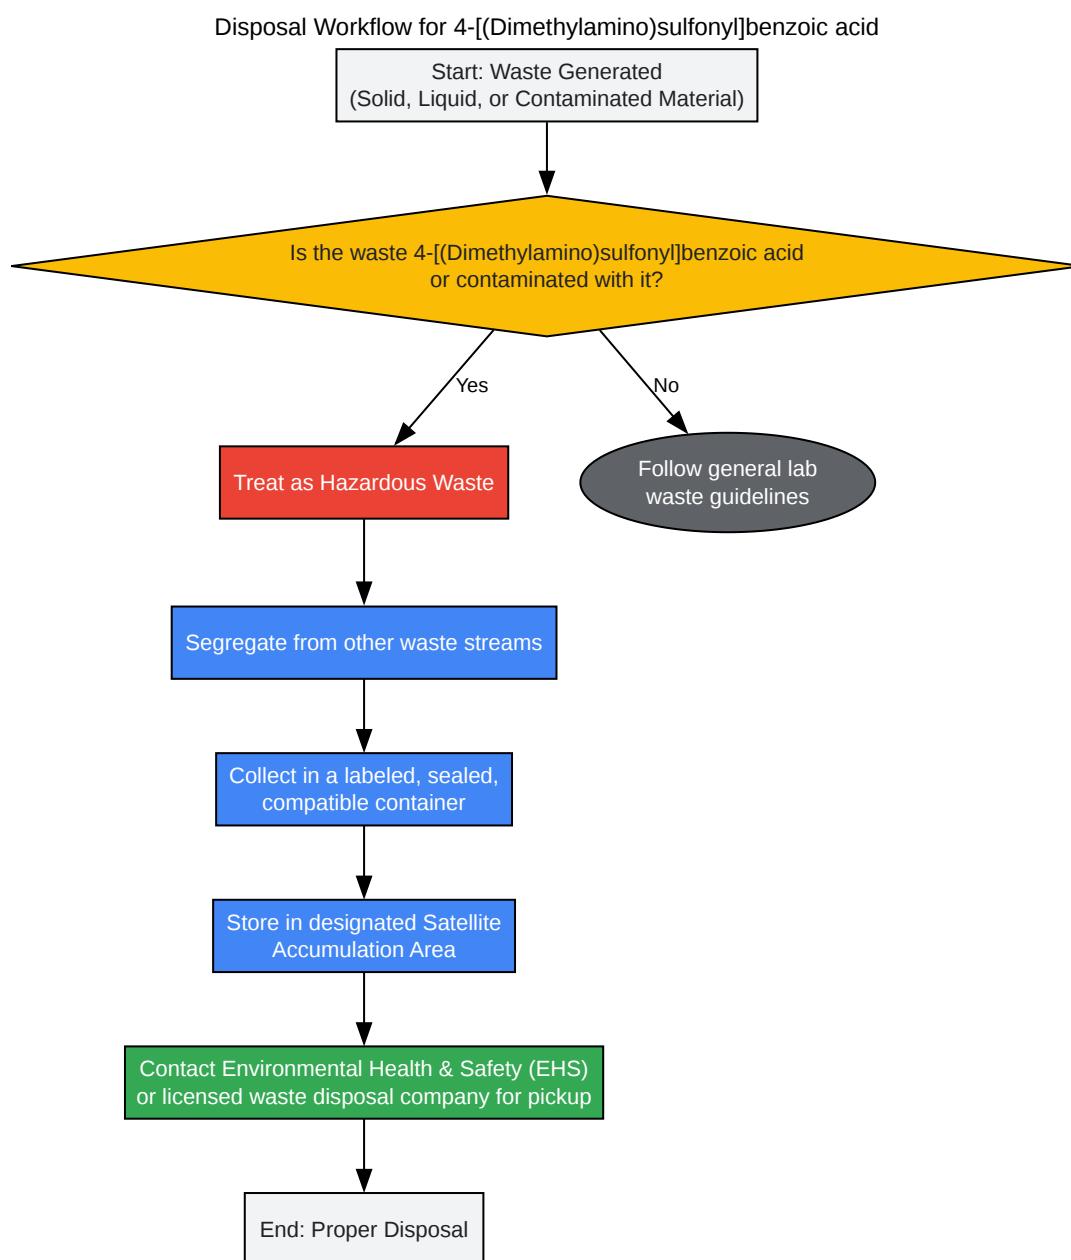 Disposal Workflow for 4-[(Dimethylamino)sulfonyl]benzoic acid
Start: Waste Generated
(Solid, Liquid, or Contaminated Material)
Is the waste 4-[(Dimethylamino)sulfonyl]benzoic acid
or contaminated with it?
Yes
No
Treat as Hazardous Waste
Follow general lab
waste guidelines
Segregate from other waste streams
Collect in a labeled, sealed,
compatible container
Store in designated Satellite
Accumulation Area
Contact Environmental Health & Safety (EHS)
or licensed waste disposal company for pickup
End: Proper Disposal